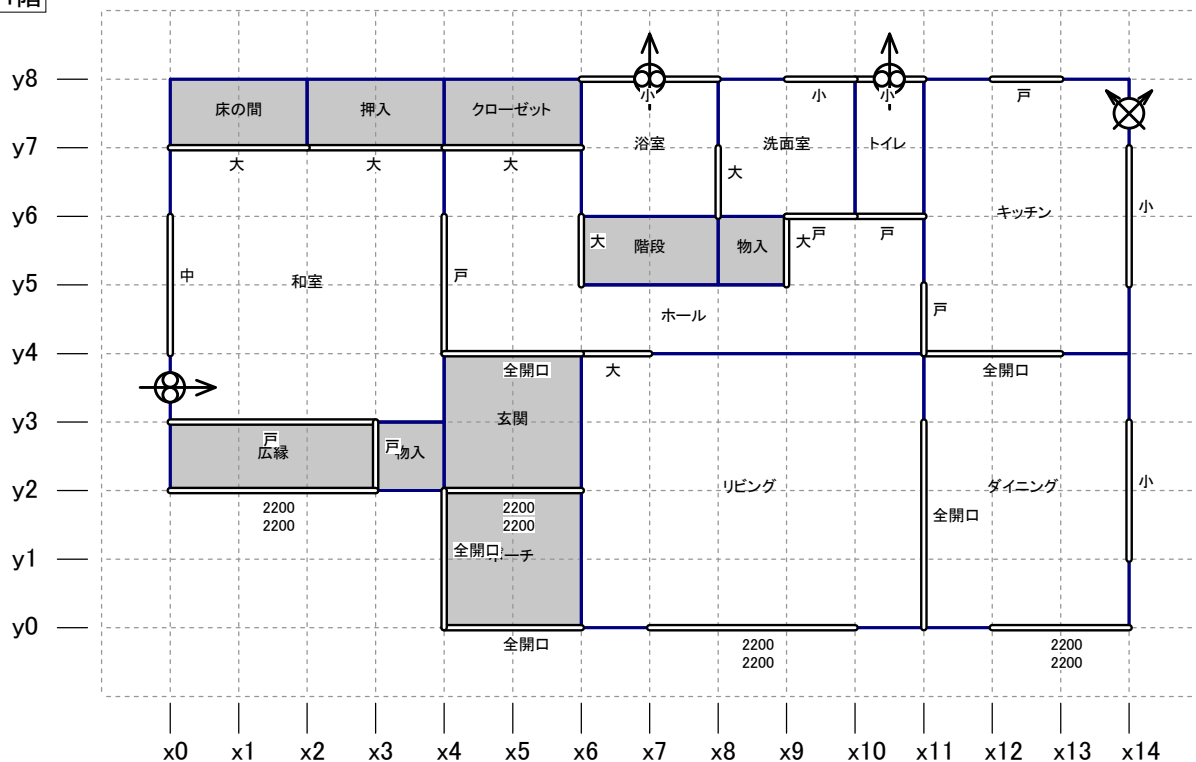 1階
y8
床の間
押入
クローゼット
小
小
小
戸
y7
浴室
洗面室
トイレ
大
大
大
大
y6
小
キッチン
大
階段
物入
大
戸
戸
中
和室
戸
y5
ホール
戸
y4
全開口
大
全開口
玄関
y3
戸
広縁
戸
物入
y2
リビング
ダイニング
小
2200
2200
2200
2200
全開口
y1
全開口
ポーチ
y0
全開口
2200
2200
2200
2200
x0 x1 x2 x3 x4 x5 x6 x7 x8 x9 x10 x11 x12 x13 x14